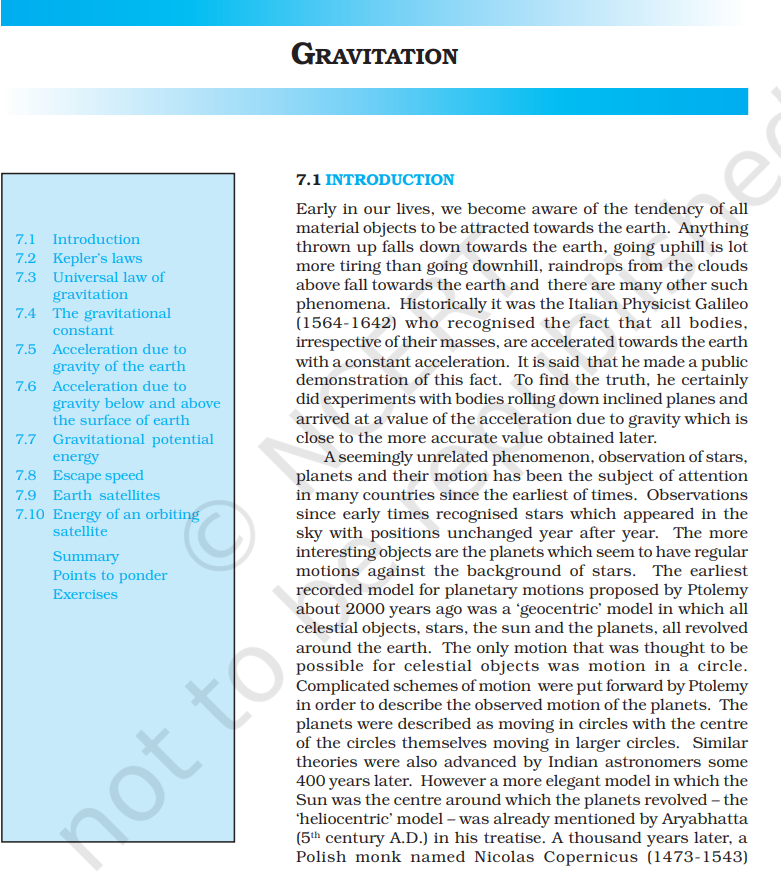 GRAVITATION
7.1 Introduction
7.2 Kepler's laws
7.3 Universal law of
gravitation
7.4 The gravitational
constant
7.5 Acceleration due to
gravity of the earth
7.6 Acceleration due to
gravity below and above
the surface of earth
7.7 Gravitational potential
energy
7.8 Escape speed
7.9 Earth satellites
7.10 Energy of an orbiting
satellite
Summary
Points to ponder
Exercises
7.1 INTRODUCTION
Early in our lives, we become aware of the tendency of all
material objects to be attracted towards the earth. Anything
thrown up falls down towards the earth, going uphill is lot
more tiring than going downhill, raindrops from the clouds
above fall towards the earth and there are many other such
phenomena. Historically it was the Italian Physicist Galileo
(1564-1642) who recognised the fact that all bodies,
irrespective of their masses, are accelerated towards the earth
with a constant acceleration. It is said that he made a public
demonstration of this fact. To find the truth, he certainly
did experiments with bodies rolling down inclined planes and
arrived at a value of the acceleration due to gravity which is
close to the more accurate value obtained later.
A seemingly unrelated phenomenon, observation of stars,
planets and their motion has been the subject of attention
in many countries since the earliest of times. Observations
since early times recognised stars which appeared in the
sky with positions unchanged year after year. The more
interesting objects are the planets which seem to have regular
motions against the background of stars. The earliest
recorded model for planetary motions proposed by Ptolemy
about 2000 years ago was a 'geocentric' model in which all
celestial objects, stars, the sun and the planets, all revolved
around the earth. The only motion that was thought to be
possible for celestial objects was motion in a circle.
Complicated schemes of motion were put forward by Ptolemy
in order to describe the observed motion of the planets. The
planets were described as moving in circles with the centre
of the circles themselves moving in larger circles. Similar
theories were also advanced by Indian astronomers some
400 years later. However a more elegant model in which the
Sun was the centre around which the planets revolved – the
'heliocentric' model – was already mentioned by Aryabhatta
(5th century A.D.) in his treatise. A thousand years later, a
Polish monk named Nicolas Copernicus (1473-1543)
© NCERT
not to be republished